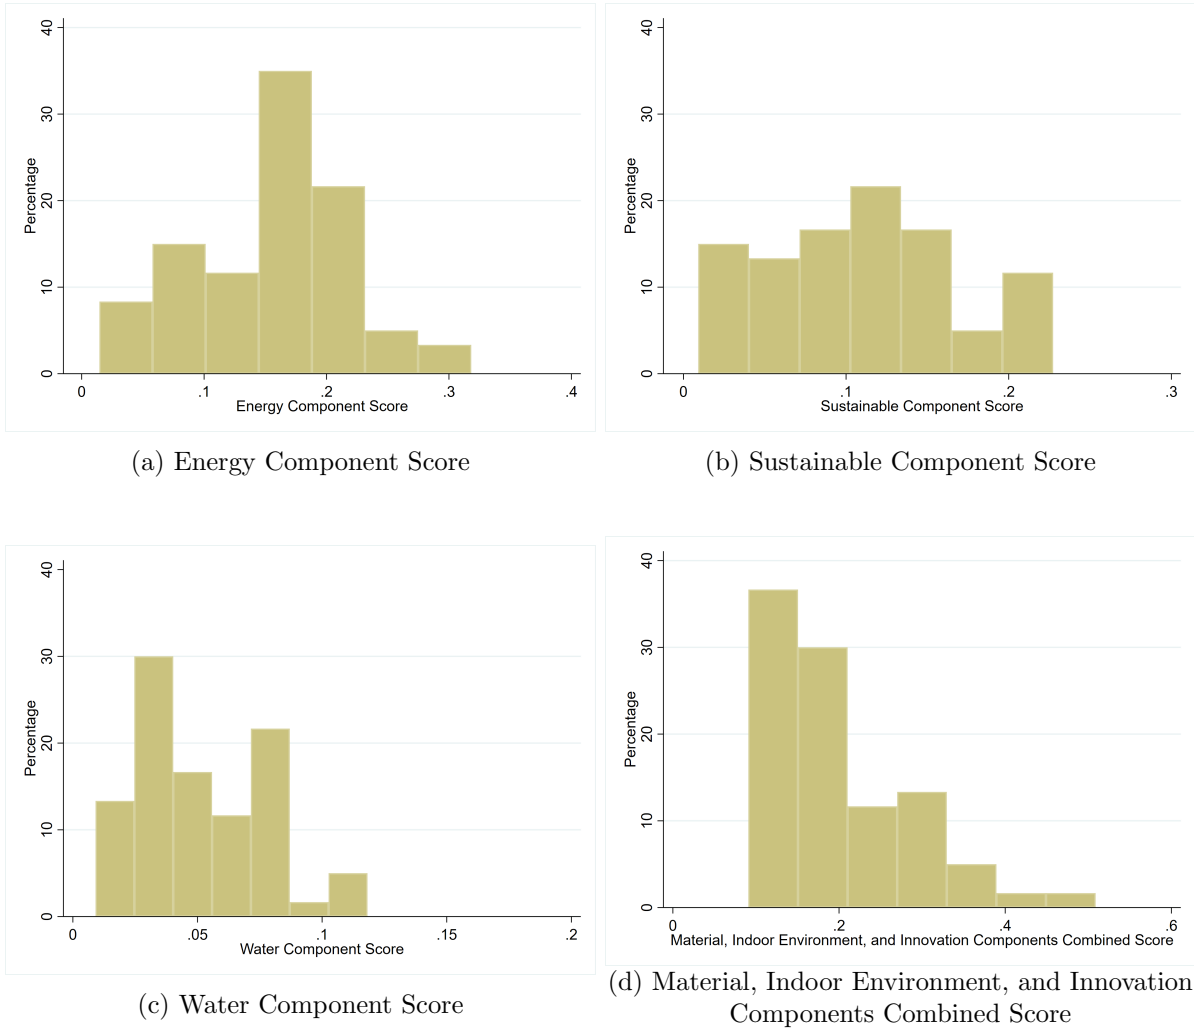 40
30
20
10
0
Percentage
0 .1 .2 .3 .4
Energy Component Score
(a) Energy Component Score
40
30
20
10
0
Percentage
0 .1 .2 .3
Sustainable Component Score
(b) Sustainable Component Score
40
30
20
10
0
Percentage
0 .05 .1 .15 .2
Water Component Score
(c) Water Component Score
40
30
20
10
0
Percentage
0 .2 .4 .6
Material, Indoor Environment, and Innovation Components Combined Score
(d) Material, Indoor Environment, and Innovation
Components Combined Score